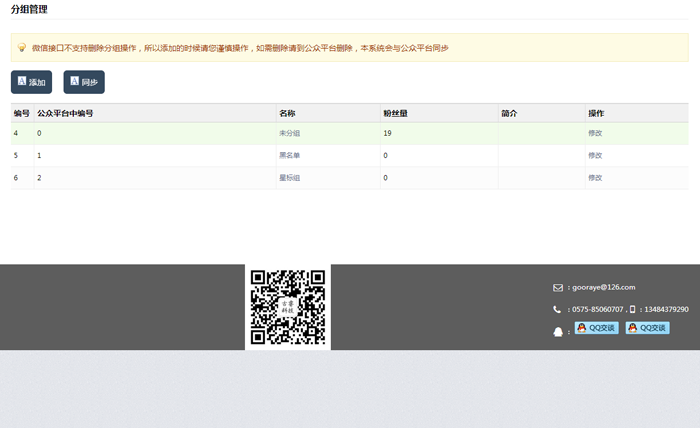 分组管理
微信接口不支持删除分组操作，所以添加的时候请您谨慎操作，如需删除请到公众平台删除，本系统会与公众平台同步
添加 同步
编号 公众平台中编号 名称 粉丝量 简介 操作
4 0 未分组 19 修改
5 1 黑名单 0 修改
6 2 星标组 0 修改
古睿
科技
：gooraye@126.com
：0575-85060707，：13484379290
： QQ交谈 QQ交谈